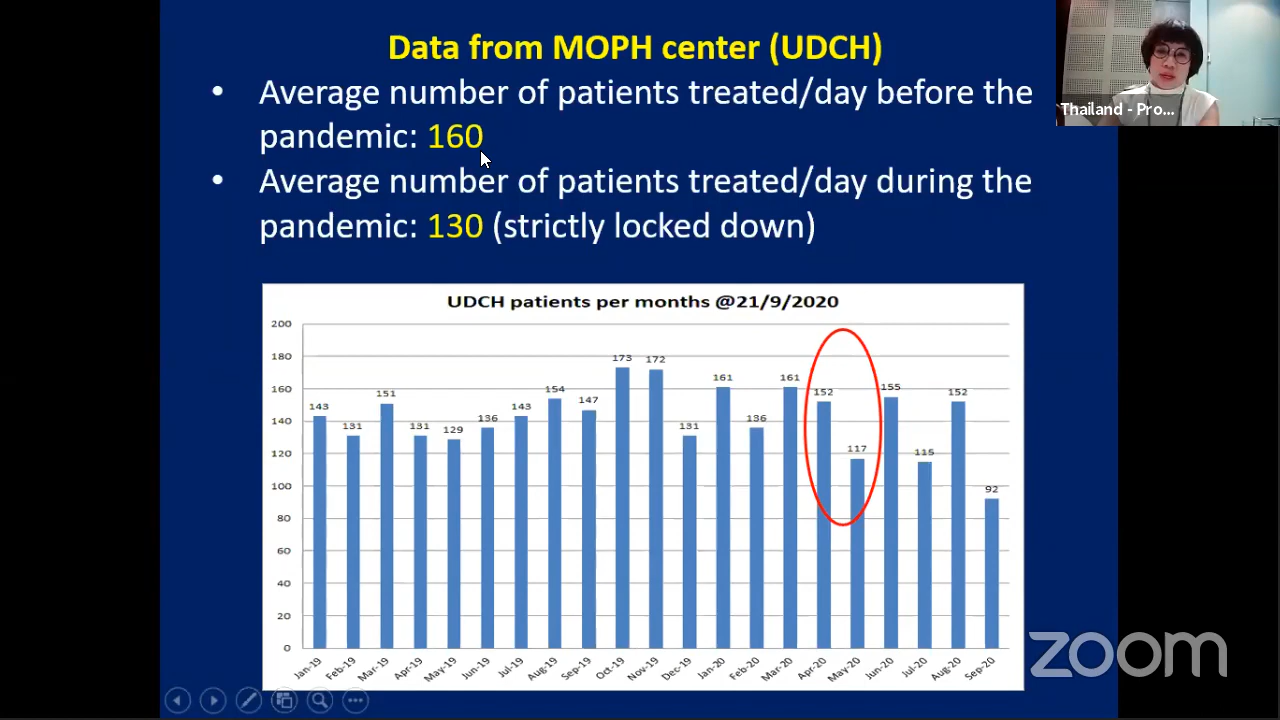 Data from MOPH center (UDCH)
• Average number of patients treated/day before the
pandemic: 160
• Average number of patients treated/day during the
pandemic: 130 (strictly locked down)
Thailand - Pro...
UDCH patients per months @21/9/2020
200
180
160
140
120
100
80
60
40
20
0
143
131
151
131
129
136
143
154
147
173
172
131
161
136
161
152
117
155
115
152
92
Jan-19
Feb-19
Mar-19
Apr-19
May-19
Jun-19
Jul-19
Aug-19
Sep-19
Oct-19
Nov-19
Dec-19
Jan-20
Feb-20
Mar-20
Apr-20
May-20
Jun-20
Jul-20
Aug-20
Sep-20
zoom